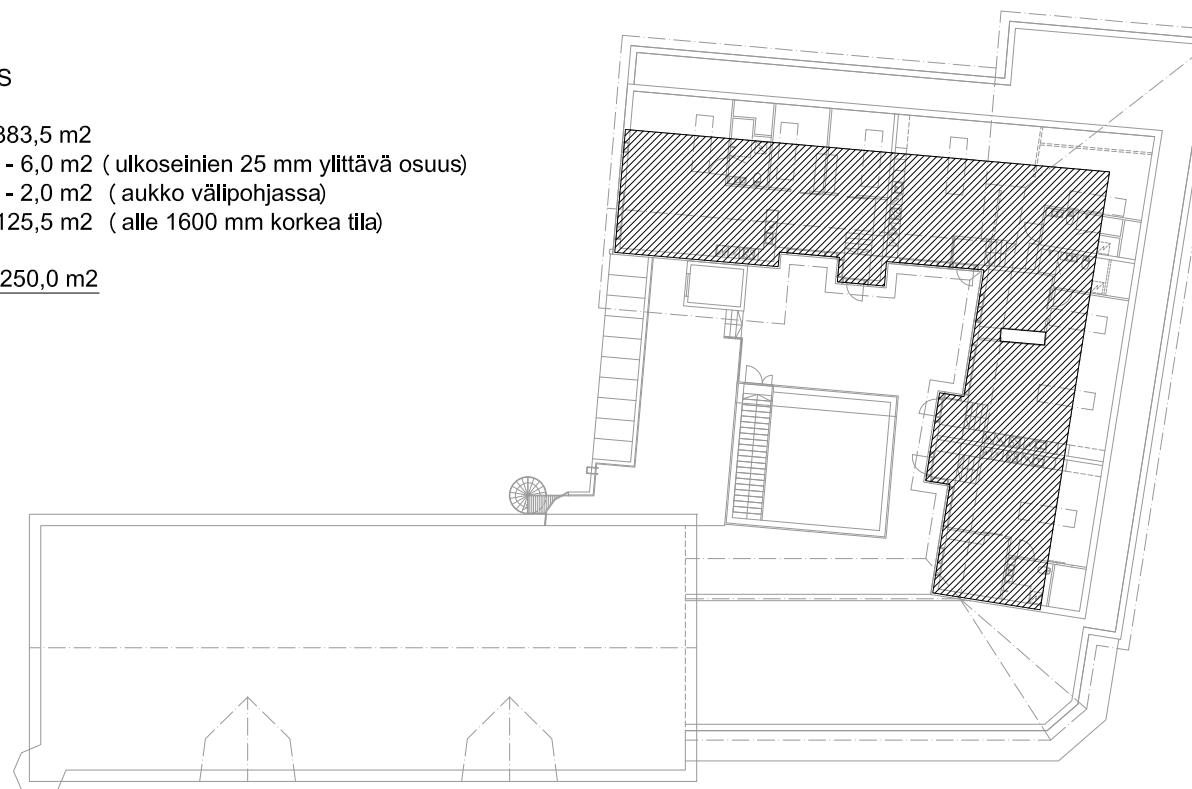 S
383,5 m2
- 6,0 m2 ( ulkoseinien 25 mm ylittävä osuus)
- 2,0 m2 ( aukko välipohjassa)
125,5 m2 ( alle 1600 mm korkea tila)
250,0 m2